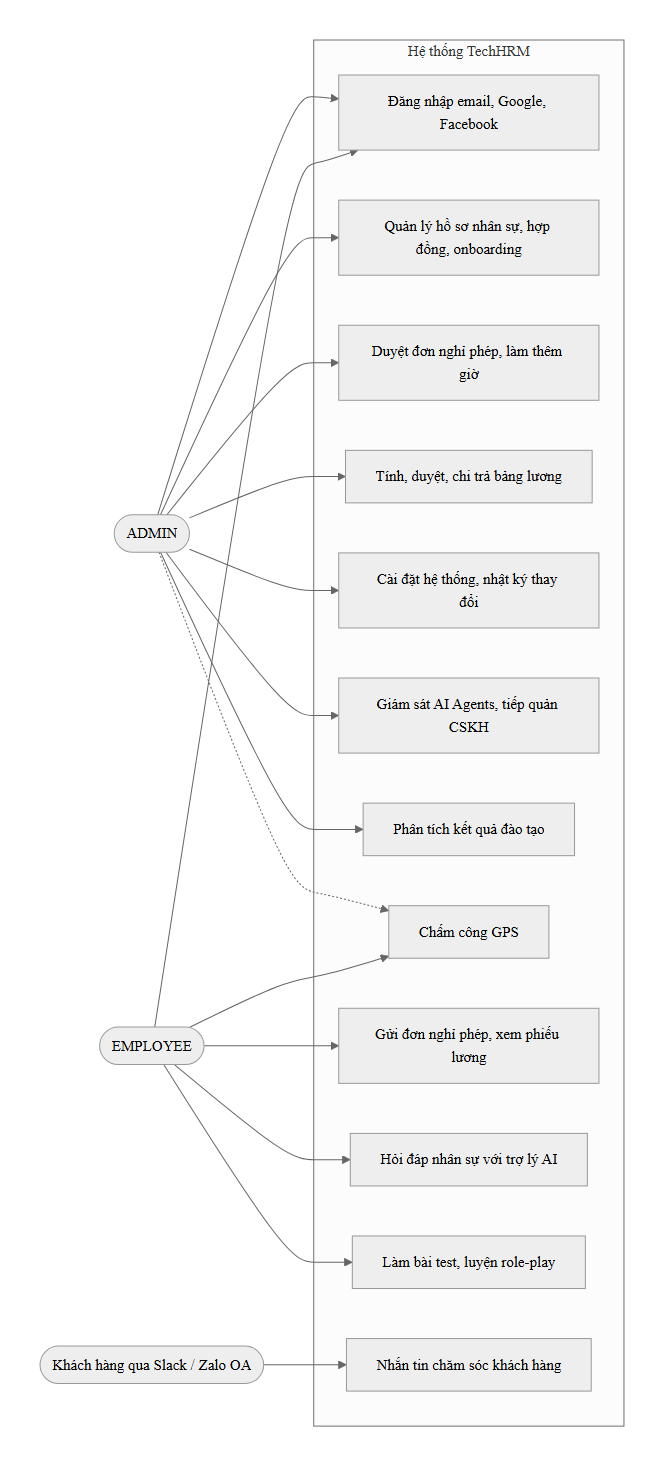 Hệ thống TechHRM
Đăng nhập email, Google,
Facebook
Quản lý hồ sơ nhân sự, hợp
đồng, onboarding
Duyệt đơn nghỉ phép, làm thêm
giờ
Tính, duyệt, chi trả bảng lương
ADMIN
Cài đặt hệ thống, nhật ký thay
đổi
Giám sát AI Agents, tiếp quản
CSKH
Phân tích kết quả đào tạo
Chấm công GPS
EMPLOYEE
Gửi đơn nghỉ phép, xem phiếu
lương
Hỏi đáp nhân sự với trợ lý AI
Làm bài test, luyện role-play
Khách hàng qua Slack / Zalo OA
Nhắn tin chăm sóc khách hàng